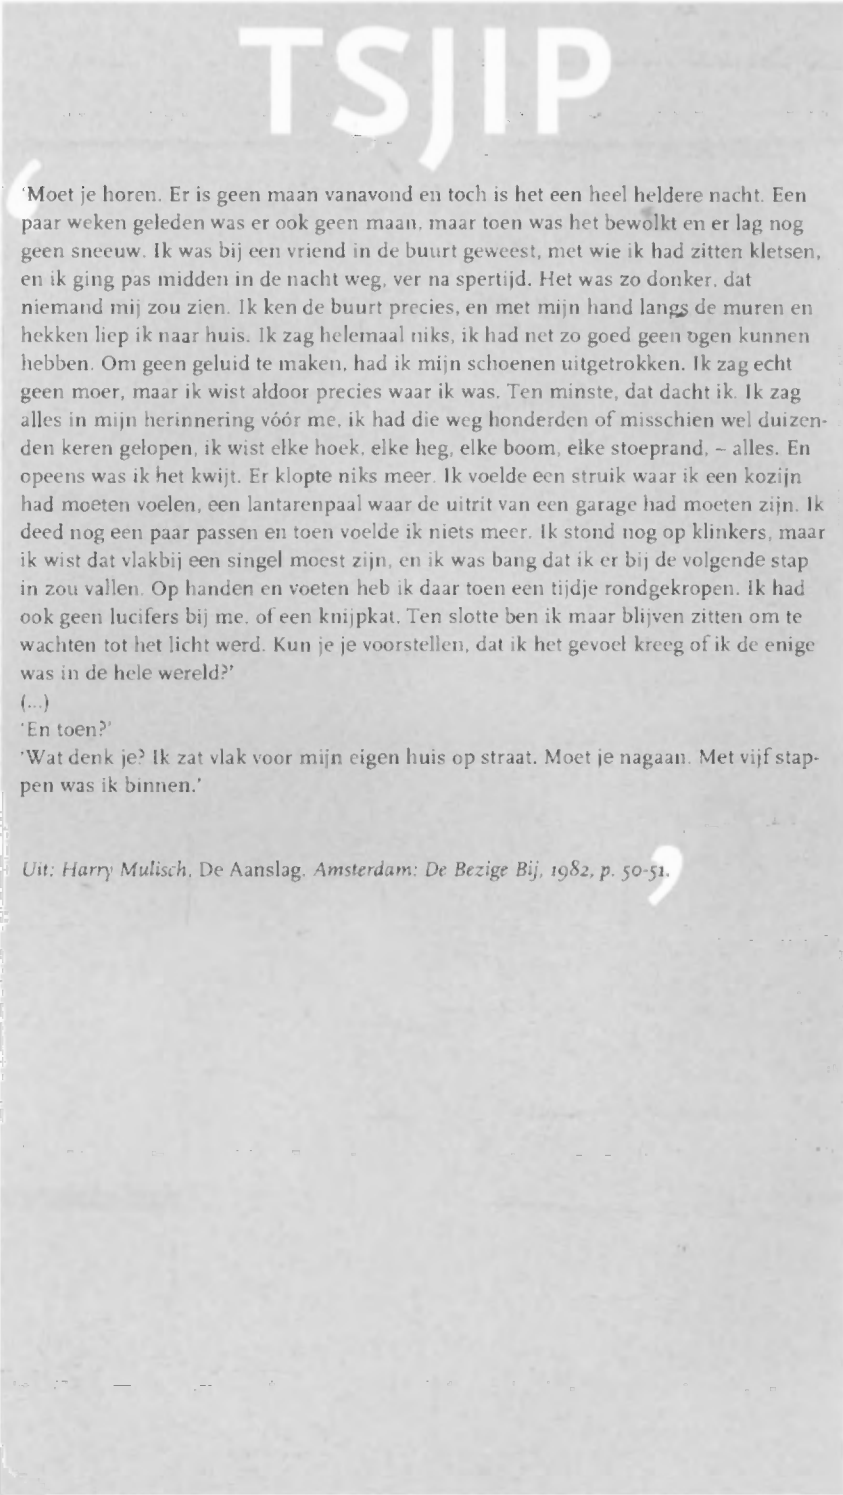 TSJIP
‘Moet je horen. Er is geen maan vanavond en toch is het een heel heldere nacht. Een
paar weken geleden was er ook geen maan, maar toen was het bewolkt en er lag nog
geen sneeuw. Ik was bij een vriend in de buurt geweest, met wie ik had zitten kletsen,
en ik ging pas midden in de nacht weg, ver na spertijd. Het was zo donker, dat
niemand mij zou zien. Ik ken de buurt precies, en met mijn hand langs de muren en
hekken liep ik naar huis. Ik zag helemaal niks, ik had net zo goed geen ogen kunnen
hebben. Om geen geluid te maken, had ik mijn schoenen uitgetrokken. Ik zag echt
geen moer, maar ik wist aldoor precies waar ik was. Ten minste, dat dacht ik. Ik zag
alles in mijn herinnering vóór me, ik had die weg honderden of misschien wel duizen-
den keren gelopen, ik wist elke hoek, elke heg, elke boom, elke stoeprand, – alles. En
opeens was ik het kwijt. Er klopte niks meer. Ik voelde een struik waar ik een kozijn
had moeten voelen, een lantarenpaal waar de uitrit van een garage had moeten zijn. Ik
deed nog een paar passen en toen voelde ik niets meer. Ik stond nog op klinkers, maar
ik wist dat vlakbij een singel moest zijn, en ik was bang dat ik er bij de volgende stap
in zou vallen. Op handen en voeten heb ik daar toen een tijdje rondgekropen. Ik had
ook geen lucifers bij me, of een knijpkat. Ten slotte ben ik maar blijven zitten om te
wachten tot het licht werd. Kun je je voorstellen, dat ik het gevoel kreeg of ik de enige
was in de hele wereld?’
(...)
‘En toen?’
‘Wat denk je? Ik zat vlak voor mijn eigen huis op straat. Moet je nagaan. Met vijf stap-
pen was ik binnen.’
Uit: Harry Mulisch, De Aanslag. Amsterdam: De Bezige Bij, 1982, p. 50-51.